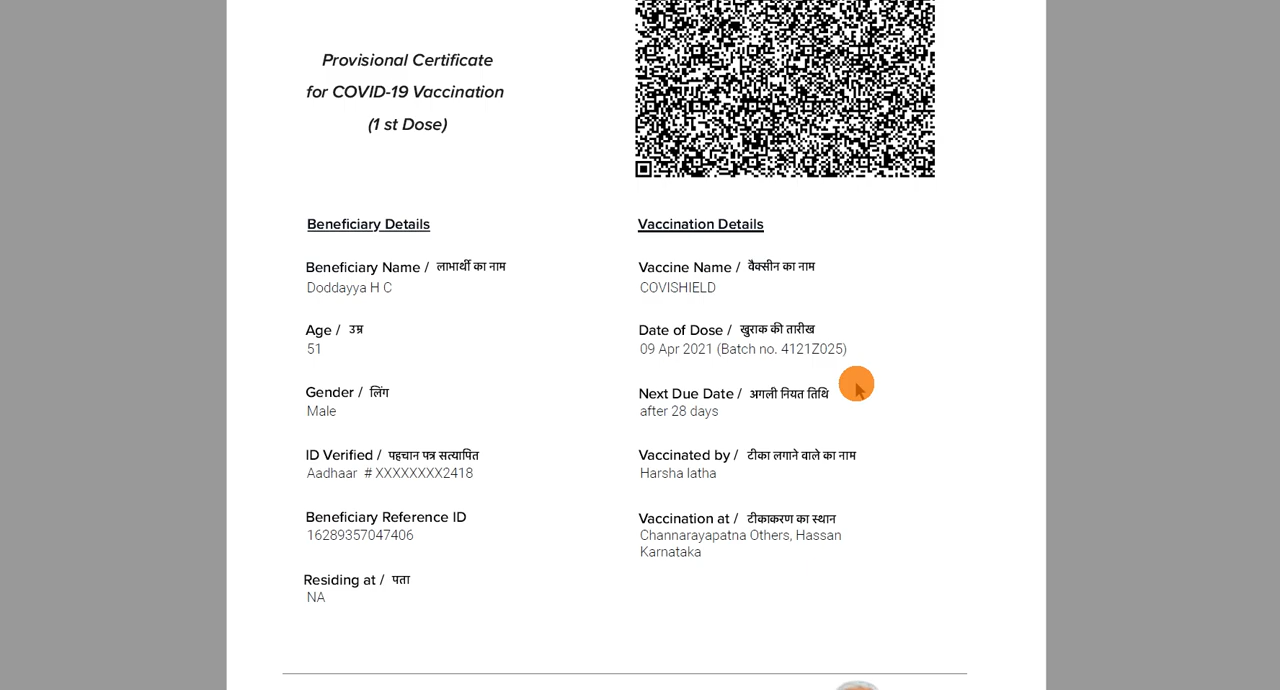 Provisional Certificate
for COVID-19 Vaccination
(1 st Dose)
Beneficiary Details
Beneficiary Name / लाभार्थी का नाम
Doddayya H C
Age / उम्र
51
Gender / लिंग
Male
ID Verified / पहचान पत्र सत्यापित
Aadhaar # XXXXXXXX2418
Beneficiary Reference ID
16289357047406
Residing at / पता
NA
Vaccination Details
Vaccine Name / वैक्सीन का नाम
COVISHIELD
Date of Dose / खुराक की तारीख
09 Apr 2021 (Batch no. 4121Z025)
Next Due Date / अगली नियत तिथि
after 28 days
Vaccinated by / टीका लगाने वाले का नाम
Harsha latha
Vaccination at / टीकाकरण का स्थान
Channarayapatna Others, Hassan
Karnataka